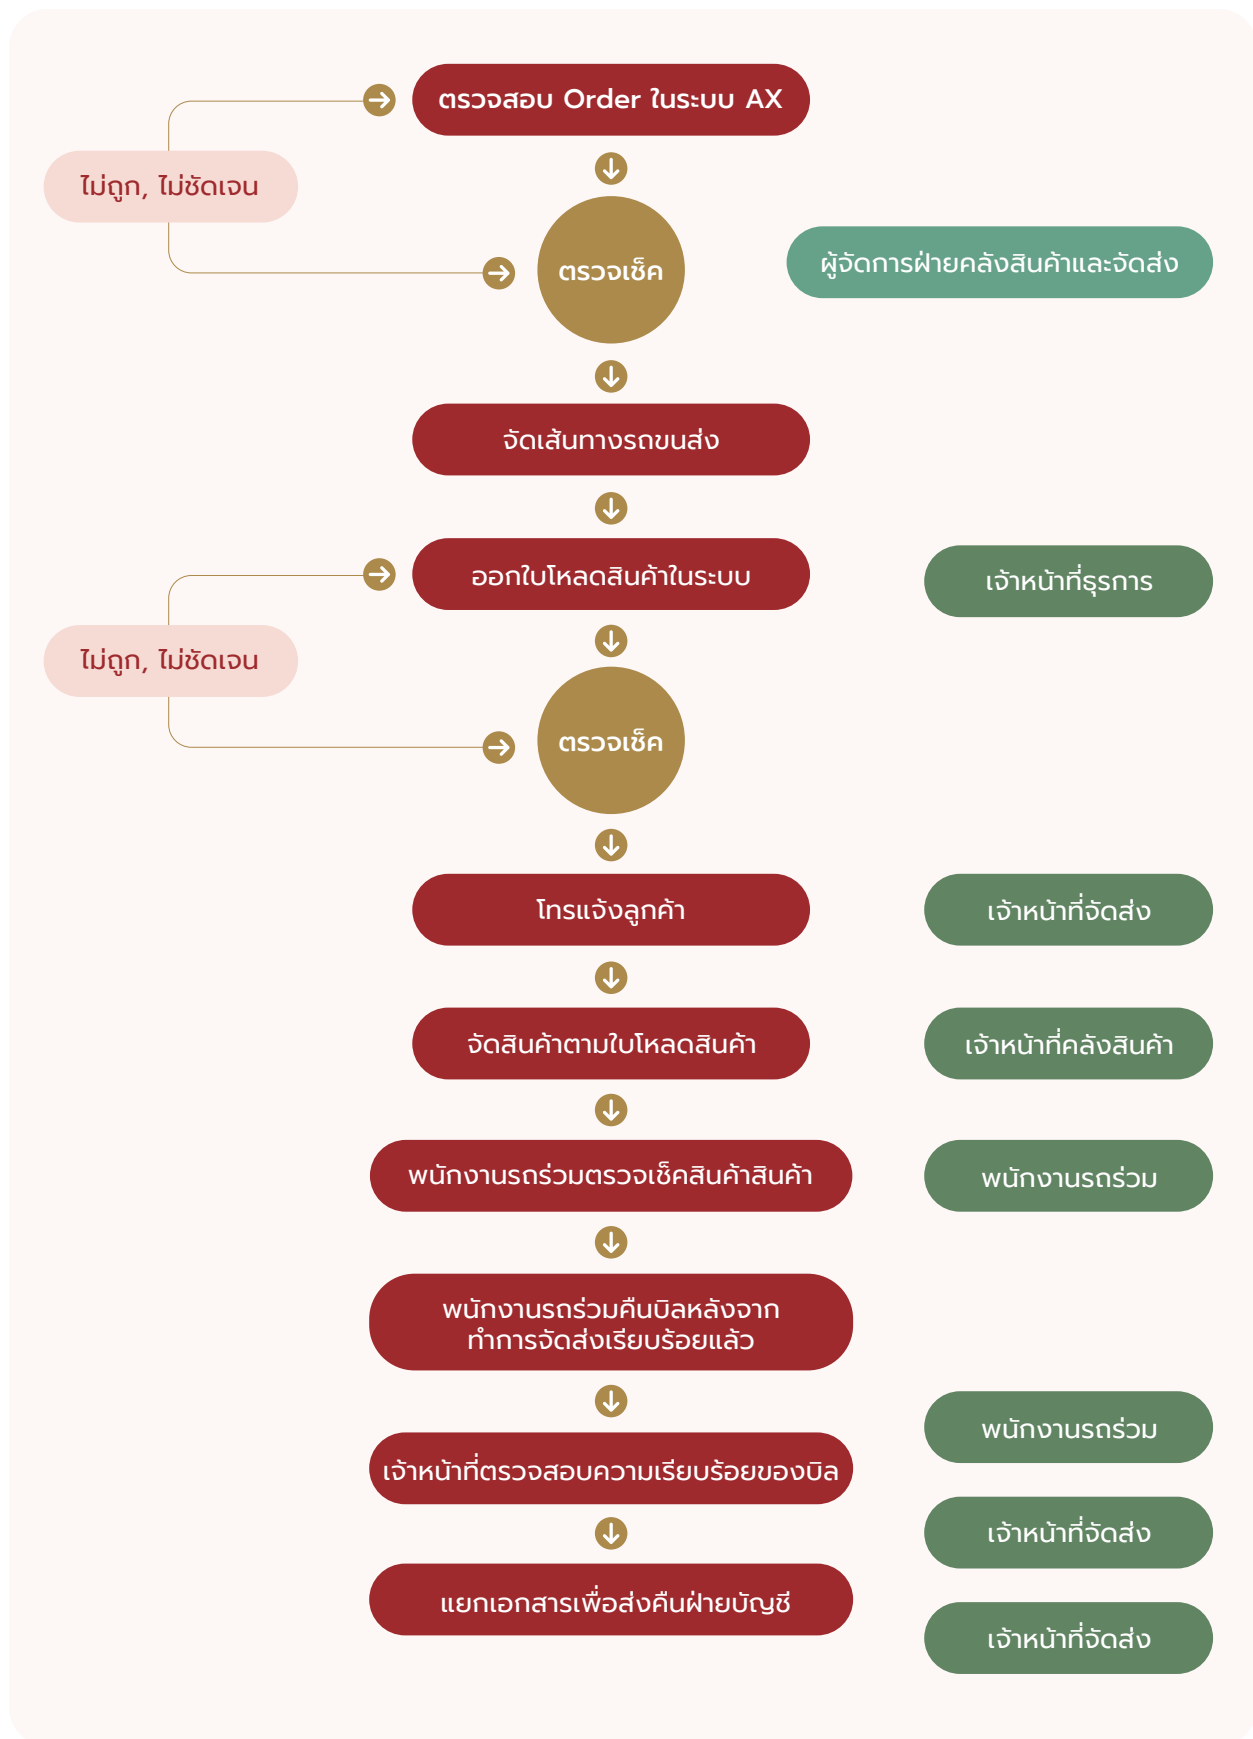 ตรวจสอบ Order ในระบบ AX
ไม่ถูก, ไม่ชัดเจน
ตรวจเช็ค
ผู้จัดการฝ่ายคลังสินค้าและจัดส่ง
จัดเส้นทางรถขนส่ง
ออกใบโหลดสินค้าในระบบ
เจ้าหน้าที่ธุรการ
ไม่ถูก, ไม่ชัดเจน
ตรวจเช็ค
โทรแจ้งลูกค้า
เจ้าหน้าที่จัดส่ง
จัดสินค้าตามใบโหลดสินค้า
เจ้าหน้าที่คลังสินค้า
พนักงานรถร่วมตรวจเช็คสินค้าสินค้า
พนักงานรถร่วม
พนักงานรถร่วมคืนบิลหลังจาก
ทำการจัดส่งเรียบร้อยแล้ว
พนักงานรถร่วม
เจ้าหน้าที่ตรวจสอบความเรียบร้อยของบิล
เจ้าหน้าที่จัดส่ง
แยกเอกสารเพื่อส่งคืนฝ่ายบัญชี
เจ้าหน้าที่จัดส่ง